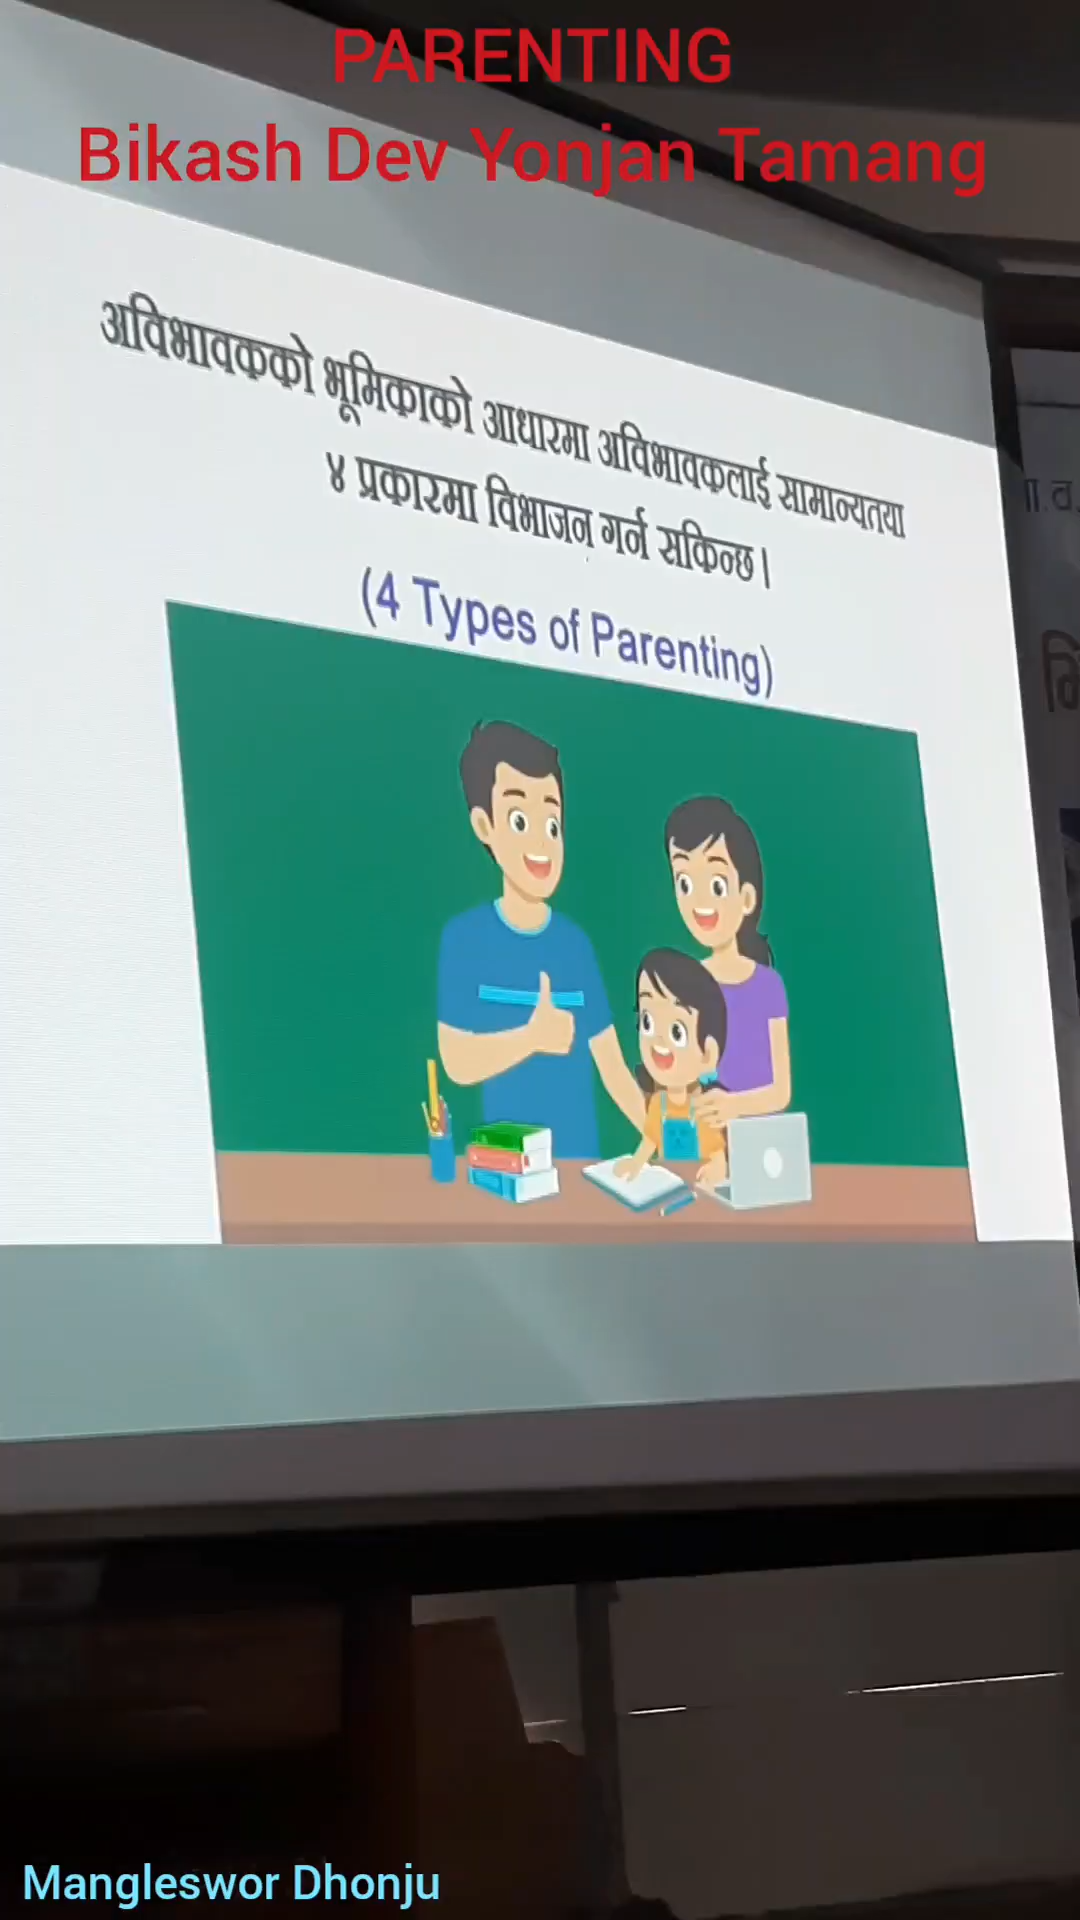 PARENTING
Bikash Dev Yonjan Tamang
अविभावकको भूमिकाको आधारमा अविभावकलाई सामान्यतया
४ प्रकारमा विभाजन गर्न सकिन्छ।
(4 Types of Parenting)
Mangleswor Dhonju